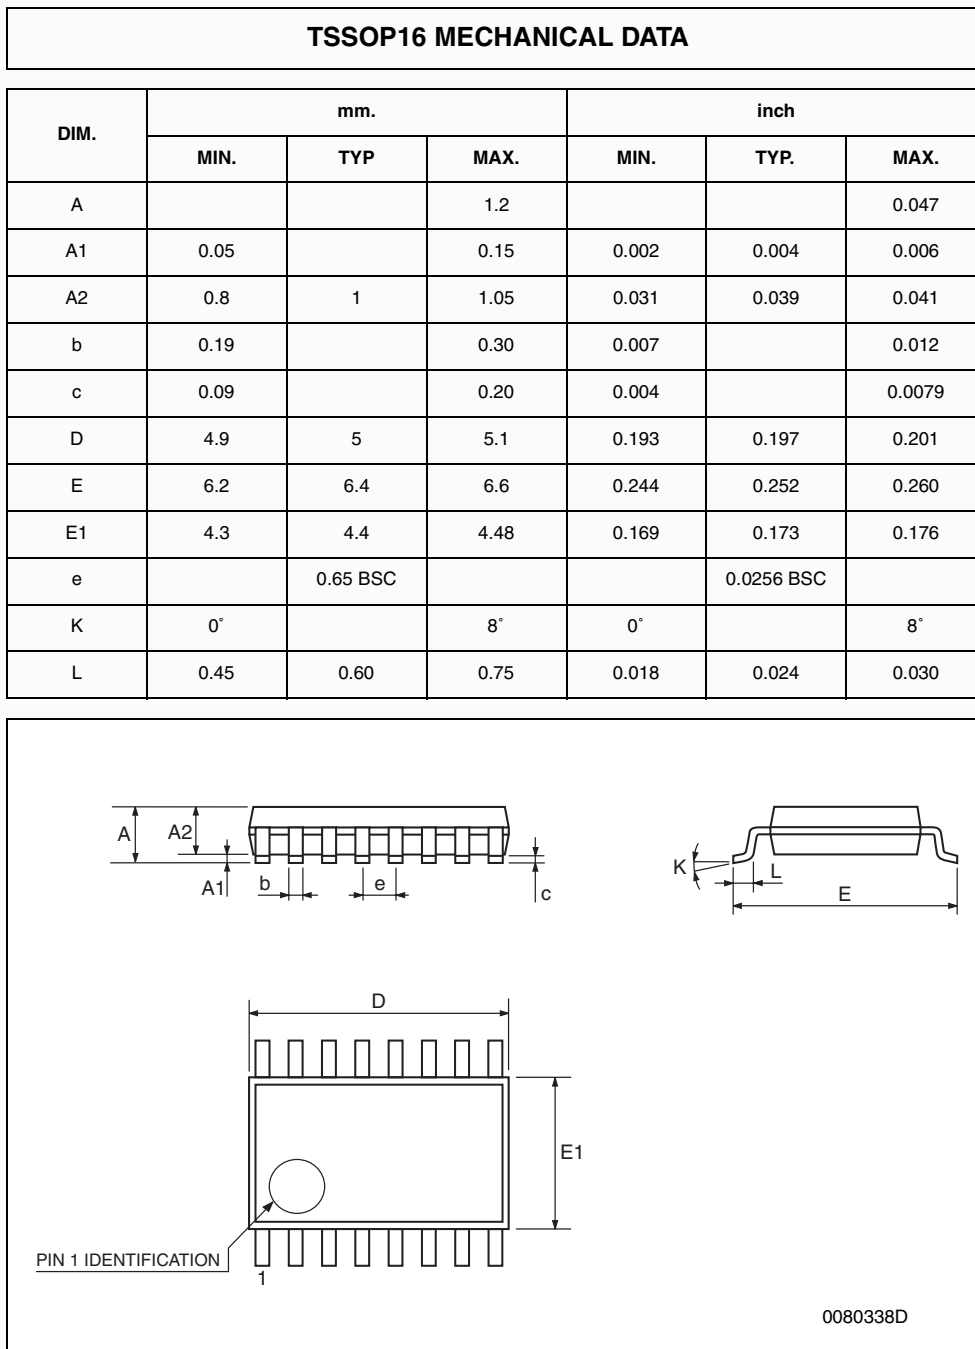 TSSOP16 MECHANICAL DATA
DIM. mm. inch
MIN. TYP MAX. MIN. TYP. MAX.
A 1.2 0.047
A1 0.05 0.15 0.002 0.004 0.006
A2 0.8 1 1.05 0.031 0.039 0.041
b 0.19 0.30 0.007 0.012
c 0.09 0.20 0.004 0.0079
D 4.9 5 5.1 0.193 0.197 0.201
E 6.2 6.4 6.6 0.244 0.252 0.260
E1 4.3 4.4 4.48 0.169 0.173 0.176
e 0.65 BSC 0.0256 BSC
K 0° 8° 0° 8°
L 0.45 0.60 0.75 0.018 0.024 0.030
A A2
A1 b e c
K L
E
D
E1
PIN 1 IDENTIFICATION
1
0080338D